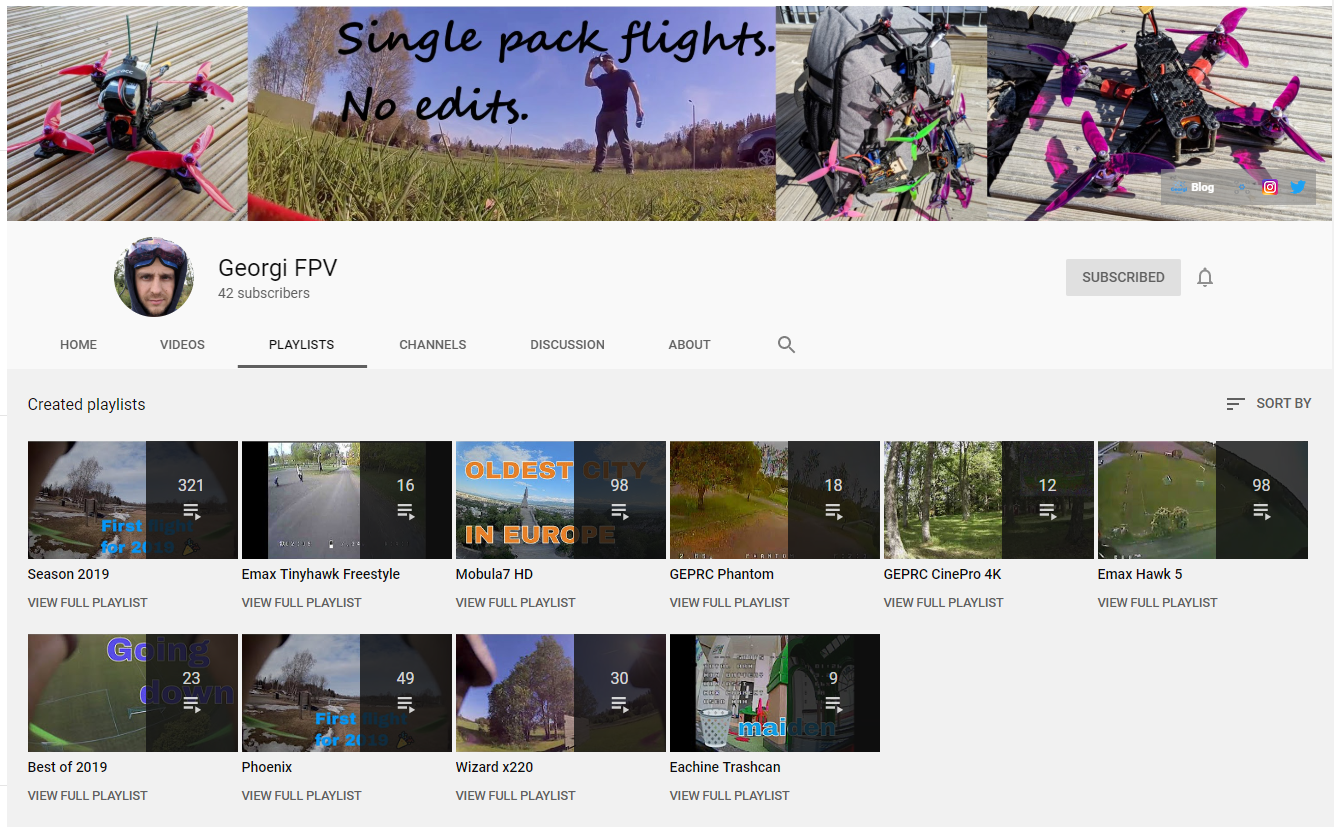 Single pack flights.
No edits.
Blog
Georgi FPV
42 subscribers
SUBSCRIBED
HOME
VIDEOS
PLAYLISTS
CHANNELS
DISCUSSION
ABOUT
Created playlists
SORT BY
321
16
98
18
12
98
First flight
for 2019
OLDEST CITY
IN EUROPE
Season 2019
Emax Tinyhawk Freestyle
Mobula7 HD
GEPRC Phantom
GEPRC CinePro 4K
Emax Hawk 5
VIEW FULL PLAYLIST
VIEW FULL PLAYLIST
VIEW FULL PLAYLIST
VIEW FULL PLAYLIST
VIEW FULL PLAYLIST
VIEW FULL PLAYLIST
Going
down
23
49
30
9
First flight
for 2019
maiden
Best of 2019
Phoenix
Wizard x220
Eachine Trashcan
VIEW FULL PLAYLIST
VIEW FULL PLAYLIST
VIEW FULL PLAYLIST
VIEW FULL PLAYLIST